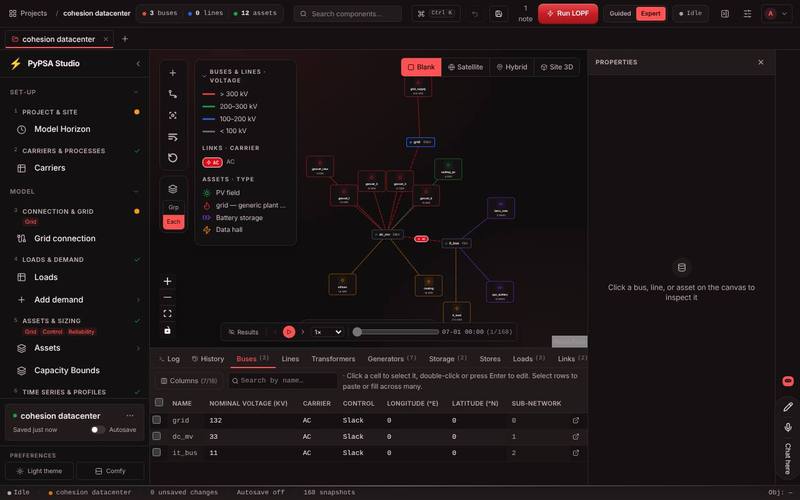 Projects / cohesion datacenter
3 buses 0 lines 12 assets
Search components...
Ctrl K
1 note
Run LOPF
Guided Expert
Idle
A
cohesion datacenter
PyPSA Studio
SET-UP
1 PROJECT & SITE
Model Horizon
2 CARRIERS & PROCESSES
Carriers
MODEL
3 CONNECTION & GRID
Grid
Grid connection
4 LOADS & DEMAND
Loads
Add demand
5 ASSETS & SIZING
Grid Control Reliability
Assets
Capacity Bounds
6 TIME SERIES & PROFILES
cohesion datacenter
Saved just now
Autosave
PREFERENCES
Light theme
Comfy
Grp
Each
BUSES & LINES · VOLTAGE
> 300 kV
200–300 kV
100–200 kV
< 100 kV
LINKS · CARRIER
AC AC
ASSETS · TYPE
PV field
grid — generic plant ...
Battery storage
Data hall
Blank
Satellite
Hybrid
Site 3D
grid
dc_mv
it_bus
Results
1x
07-01 00:00 (1/168)
PROPERTIES
Click a bus, line, or asset on the canvas to
inspect it
Log
History
Buses (3)
Lines
Transformers
Generators (7)
Storage (2)
Stores
Loads (3)
Links (2)
Columns (7/18)
Search by name…
· Click a cell to select it, double-click or press Enter to edit. Select rows to
paste or fill across many.
NAME NOMINAL VOLTAGE (KV) CARRIER CONTROL LONGITUDE (°E) LATITUDE (°N) SUB-NETWORK
grid 132 AC Slack 0 0 0
dc_mv 33 AC Slack 0 0 1
it_bus 11 AC Slack 0 0 2
Chat here
Idle
cohesion datacenter
0 unsaved changes
Autosave off
168 snapshots
Obj: —